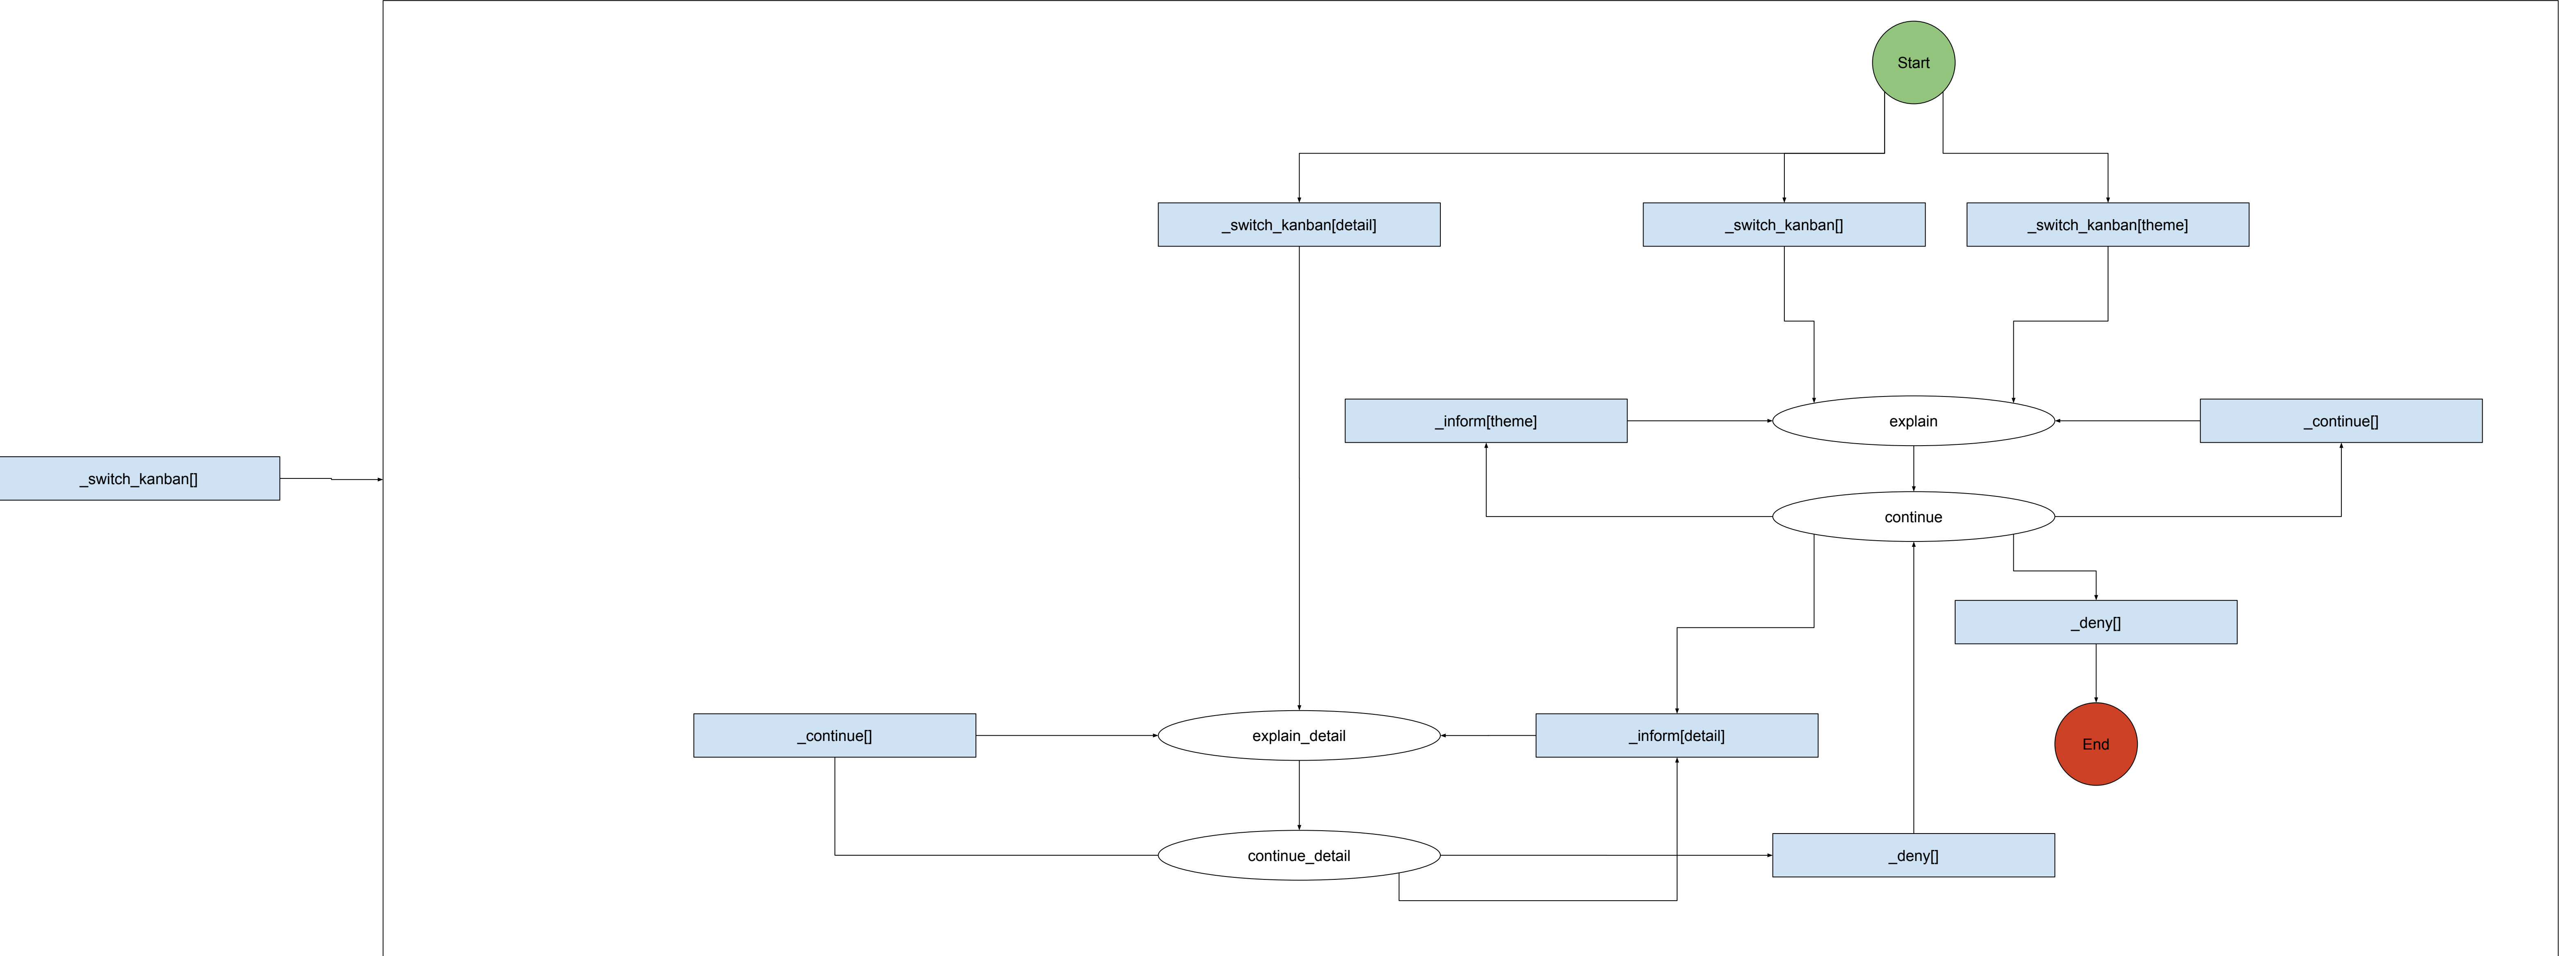 Start
_switch_kanban[detail]
_switch_kanban[]
_switch_kanban[theme]
_inform[theme]
explain
_continue[]
_switch_kanban[]
continue
_deny[]
_continue[]
explain_detail
_inform[detail]
End
continue_detail
_deny[]